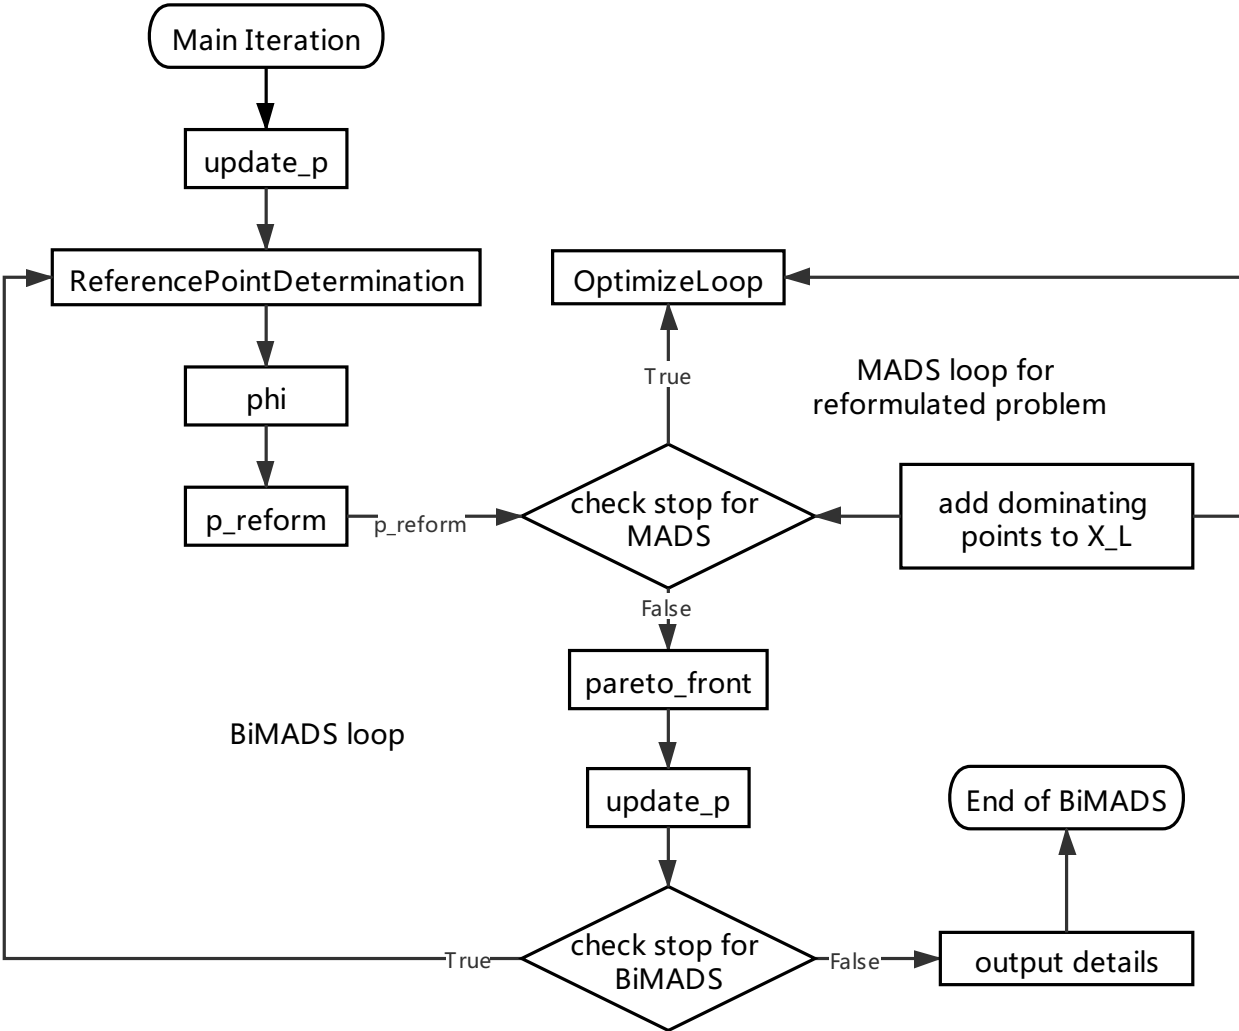 Main Iteration
update_p
ReferencePointDetermination
OptimizeLoop
True
MADS loop for
reformulated problem
phi
p_reform
p_reform
check stop for
MADS
add dominating
points to X_L
False
pareto_front
BiMADS loop
update_p
End of BiMADS
check stop for
BiMADS
True
False
output details